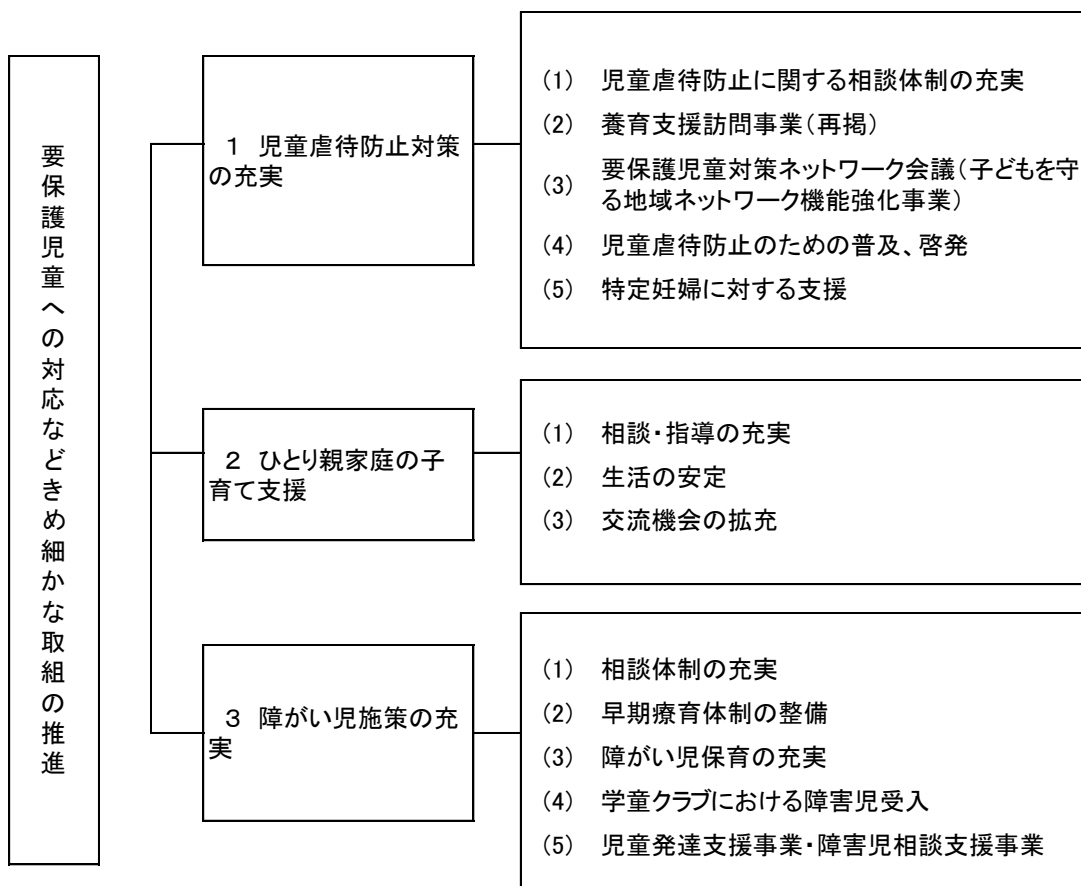 要保護児童への対応などきめ細かな取組の推進
1 児童虐待防止対策
の充実
(1) 児童虐待防止に関する相談体制の充実
(2) 養育支援訪問事業(再掲)
(3) 要保護児童対策ネットワーク会議(子どもを守
る地域ネットワーク機能強化事業)
(4) 児童虐待防止のための普及、啓発
(5) 特定妊婦に対する支援
2 ひとり親家庭の子
育て支援
(1) 相談・指導の充実
(2) 生活の安定
(3) 交流機会の拡充
3 障がい児施策の充
実
(1) 相談体制の充実
(2) 早期療育体制の整備
(3) 障がい児保育の充実
(4) 学童クラブにおける障害児受入
(5) 児童発達支援事業・障害児相談支援事業